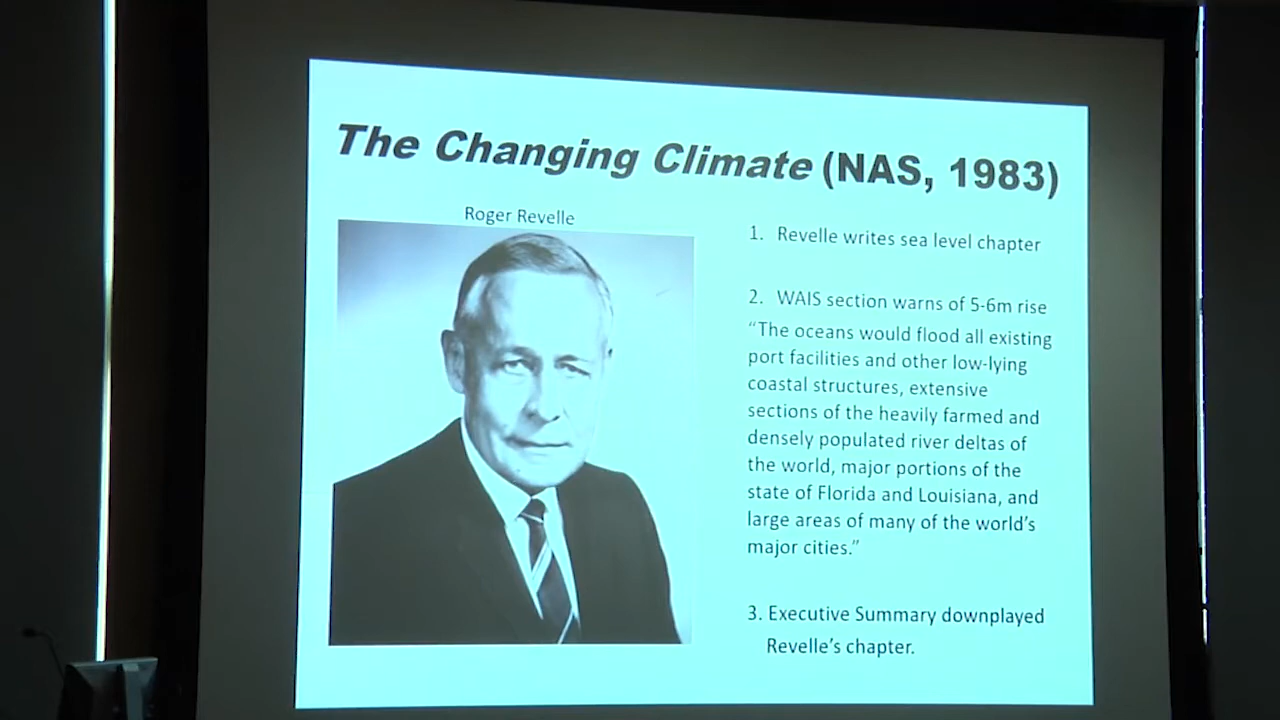 The Changing Climate (NAS, 1983)
Roger Revelle
1. Revelle writes sea level chapter
2. WAIS section warns of 5-6m rise
“The oceans would flood all existing
port facilities and other low-lying
coastal structures, extensive
sections of the heavily farmed and
densely populated river deltas of
the world, major portions of the
state of Florida and Louisiana, and
large areas of many of the world’s
major cities.”
3. Executive Summary downplayed
Revelle’s chapter.